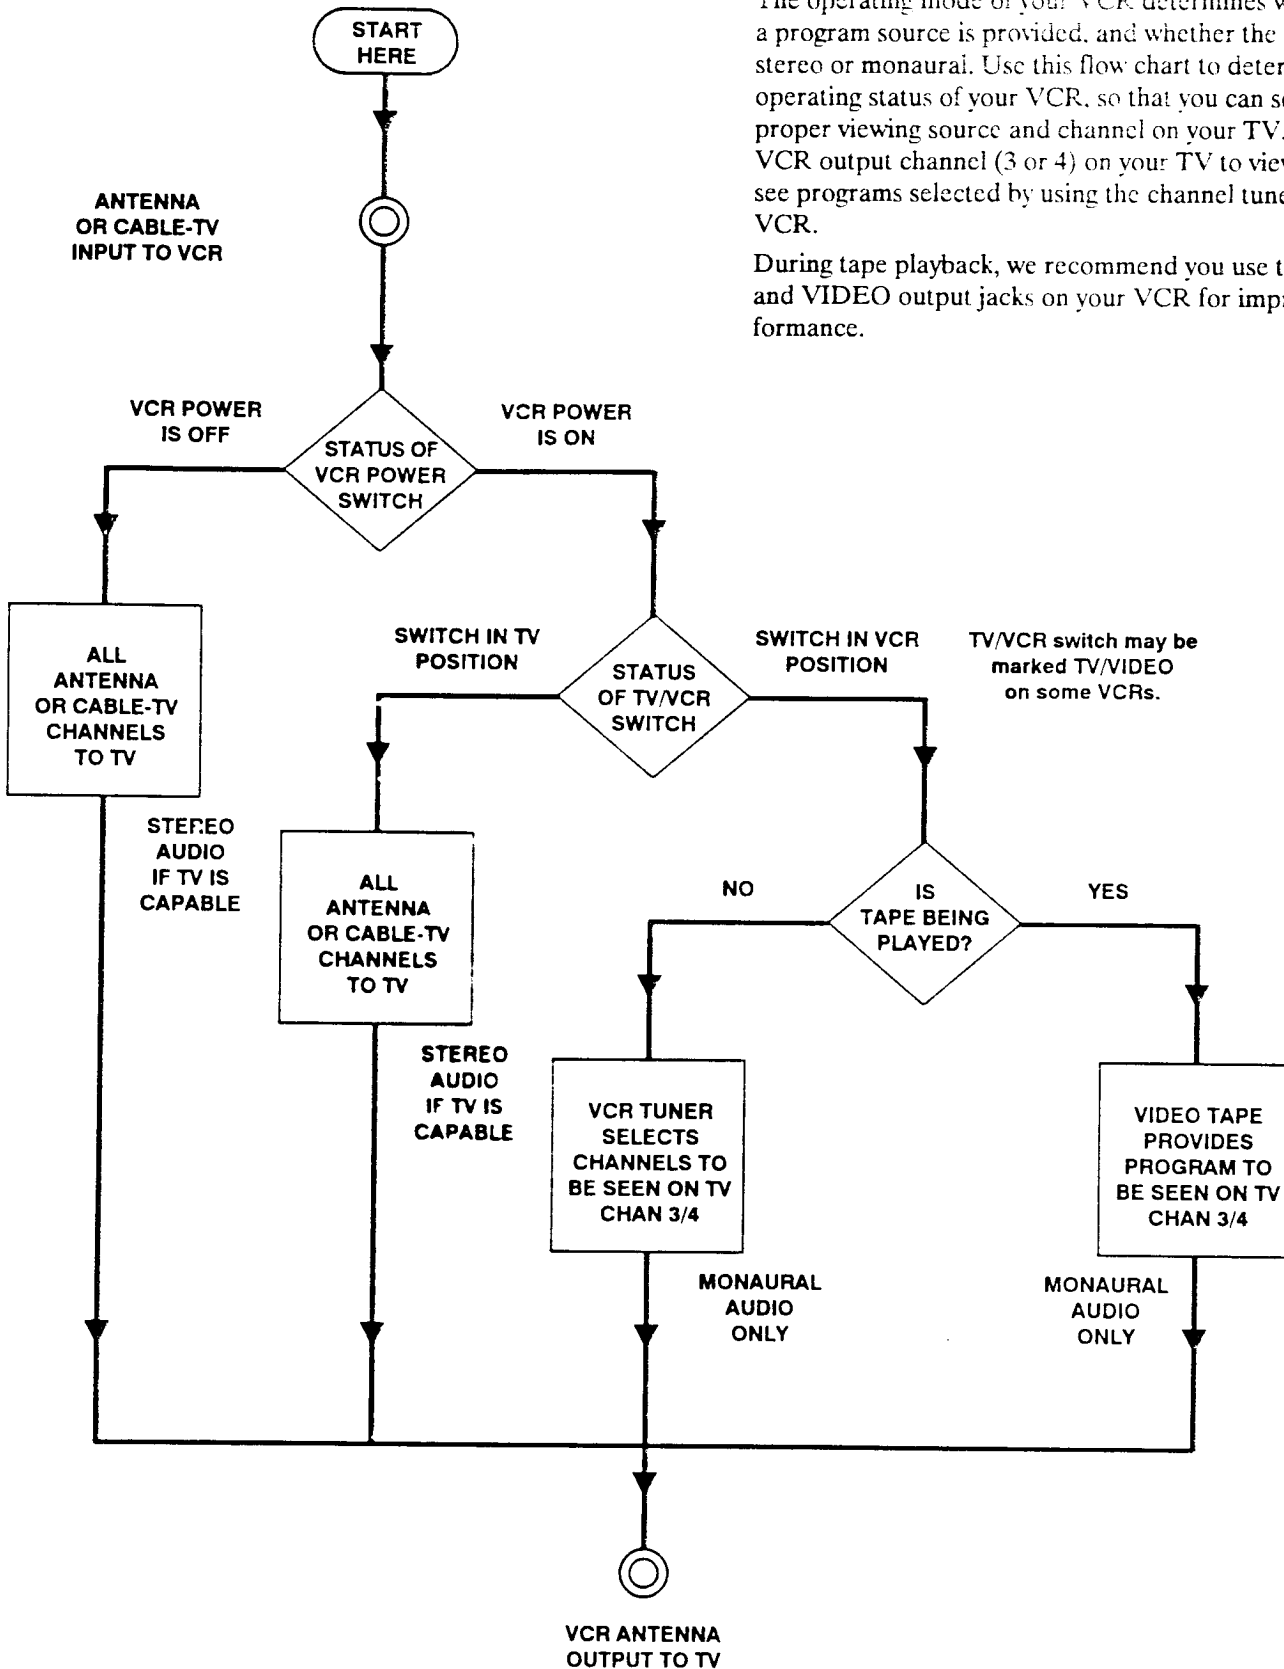 START
HERE
The operating mode of your VCR determines
a program source is provided, and whether the
stereo or monaural. Use this flow chart to
operating status of your VCR, so that you can
proper viewing source and channel on your TV.
VCR output channel (3 or 4) on your TV to
see programs selected by using the channel
VCR.
During tape playback, we recommend you use
and VIDEO output jacks on your VCR for
formance.
ANTENNA
OR CABLE-TV
INPUT TO VCR
VCR POWER
IS OFF
STATUS OF
VCR POWER
SWITCH
VCR POWER
IS ON
ALL
ANTENNA
OR CABLE-TV
CHANNELS
TO TV
SWITCH IN TV
POSITION
STATUS
OF TV/VCR
SWITCH
SWITCH IN VCR
POSITION
TV/VCR switch may be
marked TV/VIDEO
on some VCRs.
STEREO
AUDIO
IF TV IS
CAPABLE
ALL
ANTENNA
OR CABLE-TV
CHANNELS
TO TV
NO
IS
TAPE BEING
PLAYED?
YES
STEREO
AUDIO
IF TV IS
CAPABLE
VCR TUNER
SELECTS
CHANNELS TO
BE SEEN ON TV
CHAN 3/4
VIDEO TAPE
PROVIDES
PROGRAM TO
BE SEEN ON TV
CHAN 3/4
MONAURAL
AUDIO
ONLY
MONAURAL
AUDIO
ONLY
VCR ANTENNA
OUTPUT TO TV